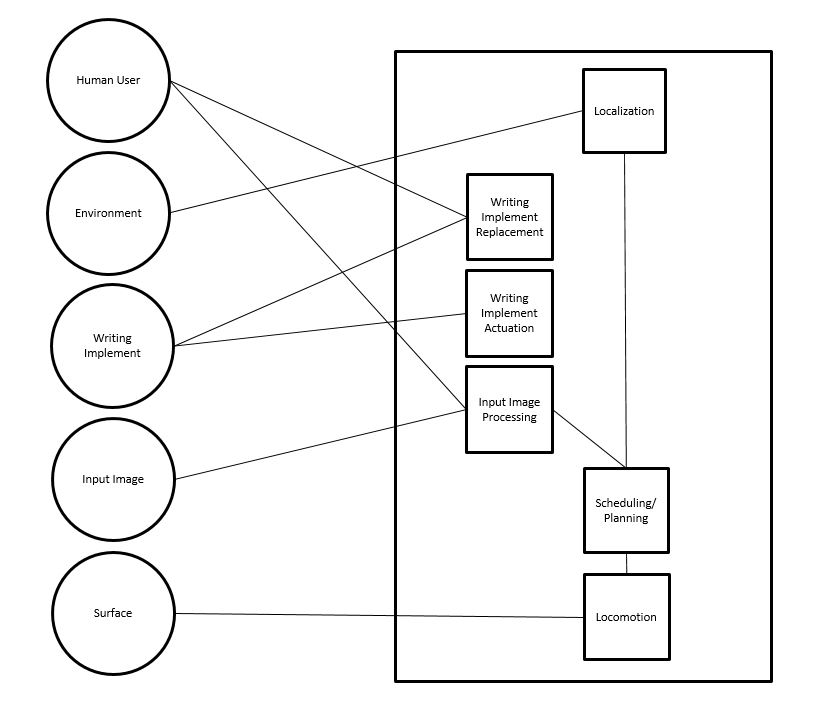 Human User
Environment
Writing
Implement
Input Image
Surface
Localization
Writing
Implement
Replacement
Writing
Implement
Actuation
Input Image
Processing
Scheduling/
Planning
Locomotion